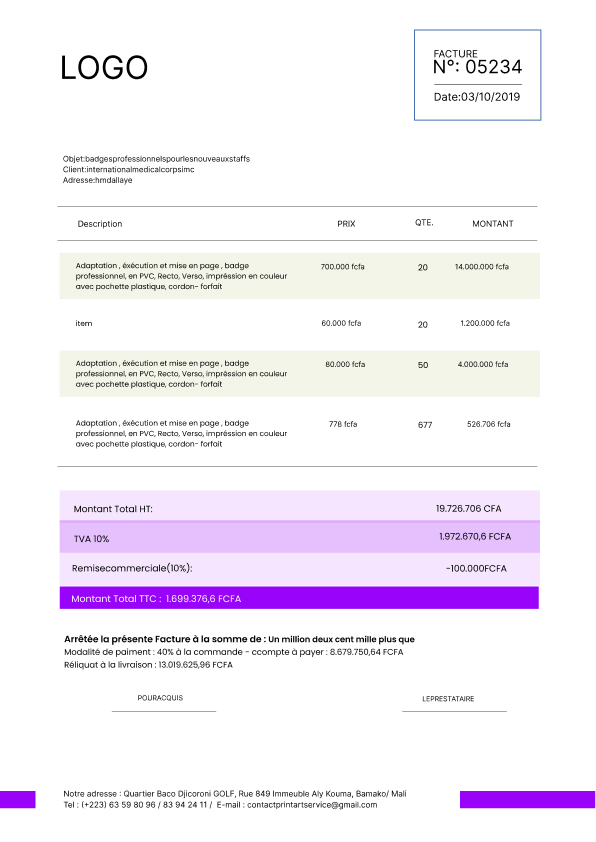 LOGO
FACTURE
N°: 05234
Date:03/10/2019
Objet:badgesprofessionnelspourlesnouveauxstaffs
Client:internationalmedicalcorpsimc
Adresse:hmdallaye
Description PRIX QTE. MONTANT
Adaptation , éxécution et mise en page , badge 700.000 fcfa 20 14.000.000 fcfa
professionnel, en PVC, Recto, Verso, impréssion en couleur
avec pochette plastique, cordon- forfait
item 60.000 fcfa 20 1.200.000 fcfa
Adaptation , éxécution et mise en page , badge 80.000 fcfa 50 4.000.000 fcfa
professionnel, en PVC, Recto, Verso, impréssion en couleur
avec pochette plastique, cordon- forfait
Adaptation , éxécution et mise en page , badge 778 fcfa 677 526.706 fcfa
professionnel, en PVC, Recto, Verso, impréssion en couleur
avec pochette plastique, cordon- forfait
Montant Total HT: 19.726.706 CFA
TVA 10% 1.972.670,6 FCFA
Remisecommerciale(10%): -100.000FCFA
Montant Total TTC : 1.699.376,6 FCFA
Arrêtée la présente Facture à la somme de : Un million deux cent mille plus que
Modalité de paiment : 40% à la commande - ccompte à payer : 8.679.750,64 FCFA
Réliquat à la livraison : 13.019.625,96 FCFA
POURACQUIS LEPRESTATAIRE
Notre adresse : Quartier Baco Djicoroni GOLF, Rue 849 Immeuble Aly Kouma, Bamako/ Mali
Tel : (+223) 63 59 80 96 / 83 94 24 11 / E-mail : contactprintartservice@gmail.com